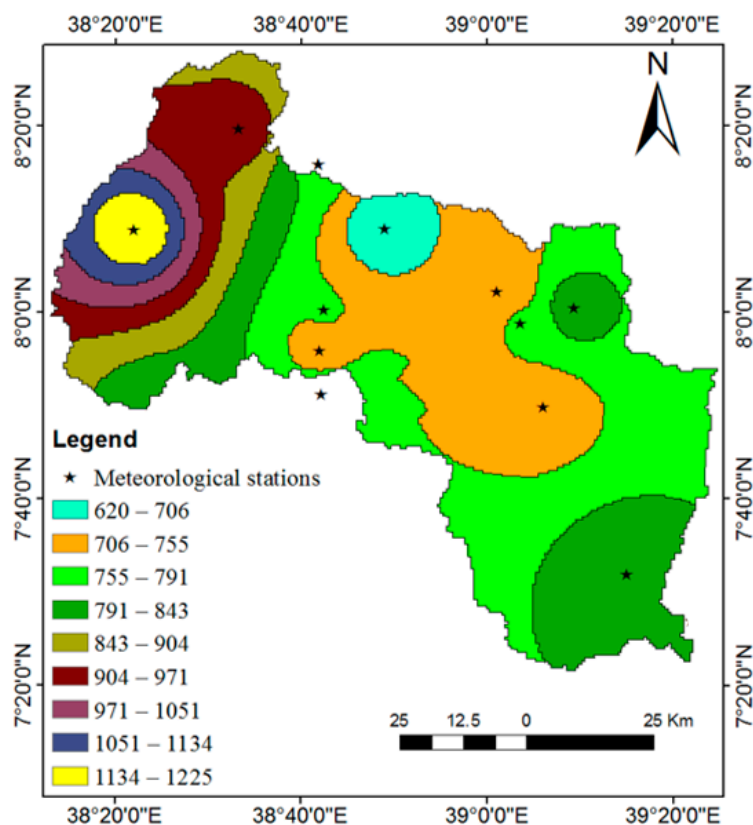 38°20'0"E 38°40'0"E 39°0'0"E 39°20'0"E
N
8°20'0"N 8°20'0"N
8°0'0"N 8°0'0"N
7°40'0"N 7°40'0"N
7°20'0"N 7°20'0"N
Legend
Meteorological stations
620 – 706
706 – 755
755 – 791
791 – 843
843 – 904
904 – 971
971 – 1051
1051 – 1134
1134 – 1225
25 12.5 0 25 Km
38°20'0"E 38°40'0"E 39°0'0"E 39°20'0"E